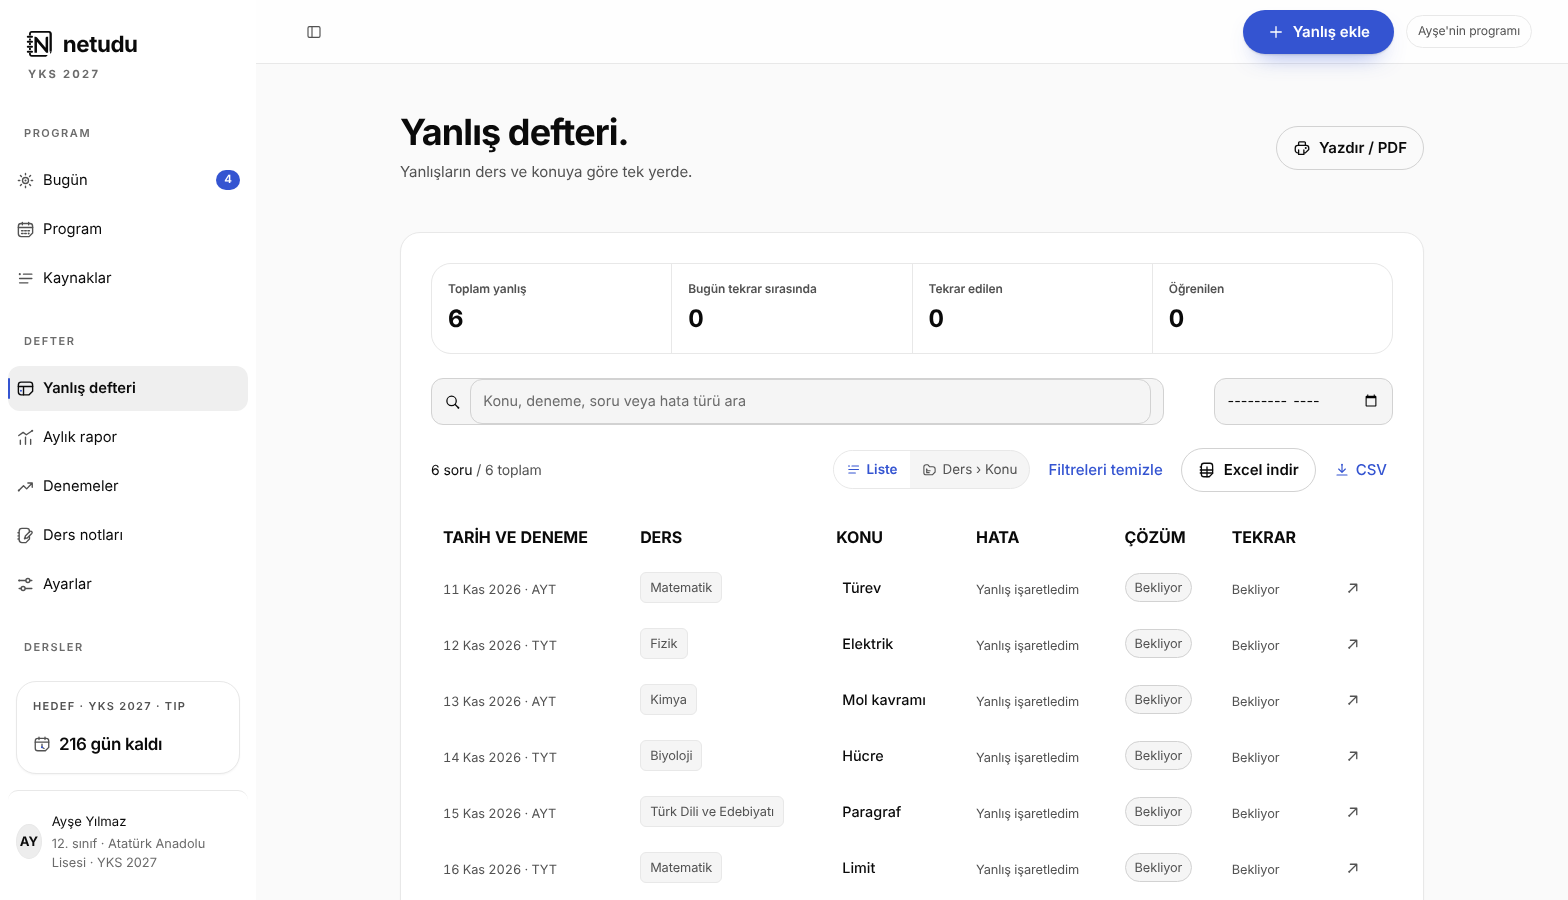 netudu
YKS 2027
PROGRAM
Bugün 4
Program
Kaynaklar
DEFTER
Yanlış defteri
Aylık rapor
Denemeler
Ders notları
Ayarlar
DERSLER
HEDEF · YKS 2027 · TIP
216 gün kaldı
AY
Ayşe Yılmaz
12. sınıf · Atatürk Anadolu
Lisesi · YKS 2027
Yanlış ekle
Ayşe'nin programı
Yanlış defteri.
Yanlışların ders ve konuya göre tek yerde.
Yazdır / PDF
Toplam yanlış
6
Bugün tekrar sırasında
0
Tekrar edilen
0
Öğrenilen
0
Konu, deneme, soru veya hata türü ara
--------- ----
6 soru / 6 toplam
Liste
Ders › Konu
Filtreleri temizle
Excel indir
CSV
TARİH VE DENEME DERS KONU HATA ÇÖZÜM TEKRAR
11 Kas 2026 · AYT Matematik Türev Yanlış işaretledim Bekliyor Bekliyor
12 Kas 2026 · TYT Fizik Elektrik Yanlış işaretledim Bekliyor Bekliyor
13 Kas 2026 · AYT Kimya Mol kavramı Yanlış işaretledim Bekliyor Bekliyor
14 Kas 2026 · TYT Biyoloji Hücre Yanlış işaretledim Bekliyor Bekliyor
15 Kas 2026 · AYT Türk Dili ve Edebiyatı Paragraf Yanlış işaretledim Bekliyor Bekliyor
16 Kas 2026 · TYT Matematik Limit Yanlış işaretledim Bekliyor Bekliyor